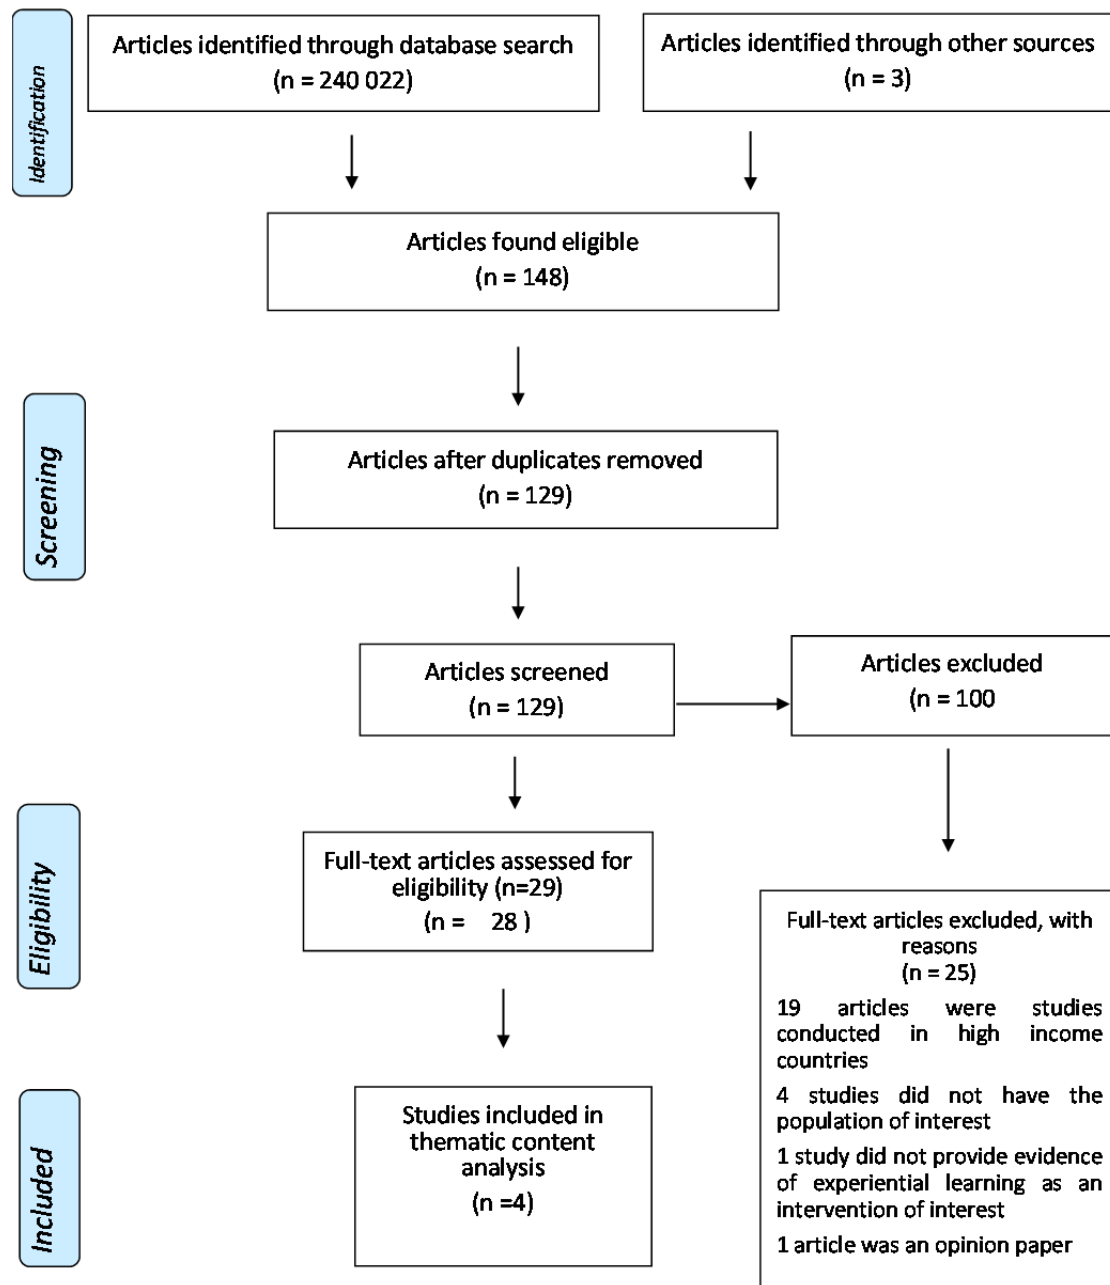 Identification
Articles identified through database search
(n = 240 022)
Articles identified through other sources
(n = 3)
Articles found eligible
(n = 148)
Screening
Articles after duplicates removed
(n = 129)
Articles screened
(n = 129)
Articles excluded
(n = 100
Eligibility
Full-text articles assessed for
eligibility (n=29)
(n = 28 )
Full-text articles excluded, with
reasons
(n = 25)
19 articles were studies
conducted in high income
countries
4 studies did not have the
population of interest
1 study did not provide evidence
of experiential learning as an
intervention of interest
1 article was an opinion paper
Included
Studies included in
thematic content
analysis
(n =4)